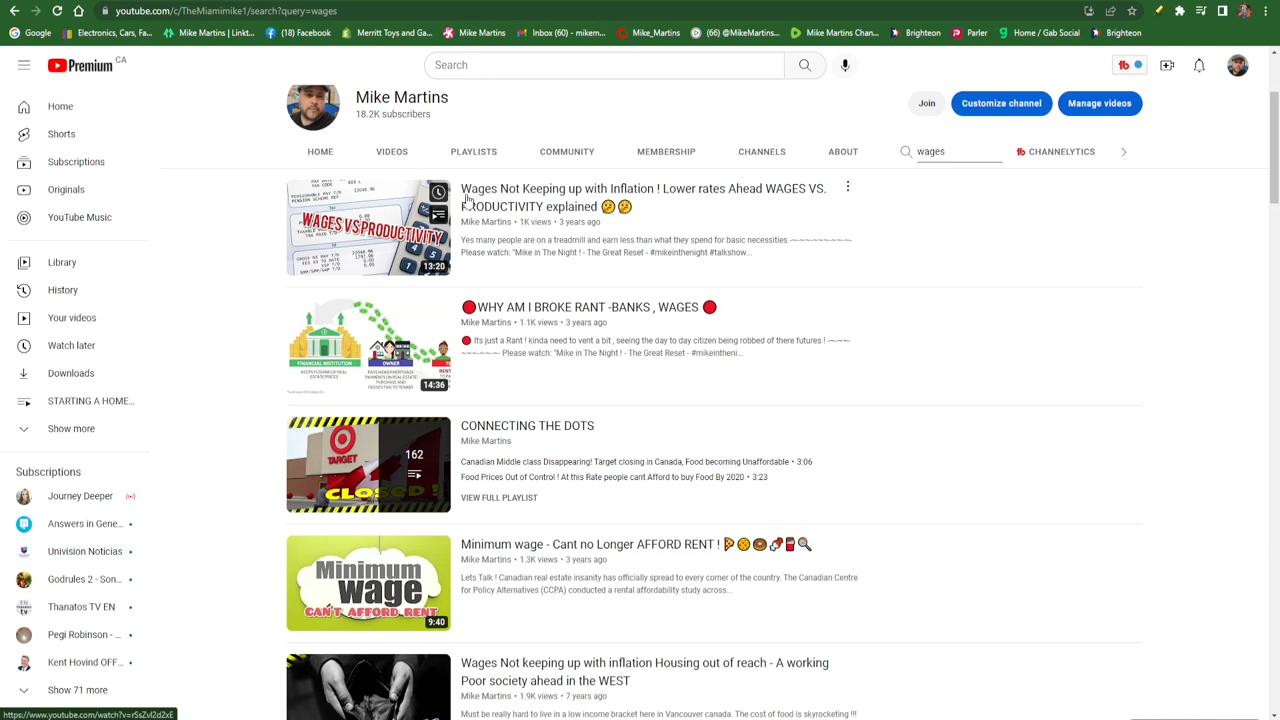 youtube.com/TheMiamimike1/search?query=wages
Google
Electronics, Cars, Fa...
Mike Martins | Linkt...
(18) Facebook
Merritt Toys and Ga...
Mike Martins
Inbox (60) - mikem...
Mike_Martins
(66) @MikeMartins...
Mike Martins Chan...
Brighteon
Parler
Home / Gab Social
Brighteon
Premium CA
Search
Home
Shorts
Subscriptions
Originals
YouTube Music
Library
History
Your videos
Watch later
Downloads
STARTING A HOME...
Show more
Subscriptions
Journey Deeper
Answers in Gene...
Univision Noticias
Godrules 2 - Son...
Thanatos TV EN
Pegi Robinson - ...
Kent Hovind OFF...
Show 71 more
Mike Martins
18.2K subscribers
Join
Customize channel
Manage videos
HOME
VIDEOS
PLAYLISTS
COMMUNITY
MEMBERSHIP
CHANNELS
ABOUT
wages
CHANNELYTICS
WAGES VS PRODUCTIVITY
13:20
Wages Not Keeping up with Inflation ! Lower rates Ahead WAGES VS.
PRODUCTIVITY explained 🤔🤔
Mike Martins • 1K views • 3 years ago
Yes many people are on a treadmill and earn less than what they spend for basic necessities -~-~~-~~~-~~-~-
Please watch: "Mike in The Night ! - The Great Reset - #mikeinthenight #talkshow...
FINANCIAL INSTITUTION
KEEPS PUSHING UP REAL
ESTATE PRICES
OWNER
PAYS HIGHER MORTGAGE
PAYMENTS ON REAL ESTATE
PURCHASE AND
PASSES THIS TO TENANT
14:36
🔴WHY AM I BROKE RANT -BANKS , WAGES 🔴
Mike Martins • 1.1K views • 3 years ago
🔴 Its just a Rant ! kinda need to vent a bit , seeing the day to day citizen being robbed of there futures ! -~-~~-
~~~-~~-~- Please watch: "Mike in The Night ! - The Great Reset - #mikeintheni...
TARGET
CLOSED !
162
CONNECTING THE DOTS
Mike Martins
Canadian Middle class Disappearing! Target closing in Canada, Food becoming Unaffordable • 3:06
Food Prices Out of Control ! At this Rate people cant Afford to buy Food By 2020 • 3:23
VIEW FULL PLAYLIST
Minimum
wage
CAN'T AFFORD RENT
9:40
Minimum wage - Cant no Longer AFFORD RENT ! 🍕🍪🍩🍭🥫🔍
Mike Martins • 1.3K views • 3 years ago
Lets Talk ! Canadian real estate insanity has officially spread to every corner of the country. The Canadian Centre
for Policy Alternatives (CCPA) conducted a rental affordability study across...
Wages Not keeping up with inflation Housing out of reach - A working
Poor society ahead in the WEST
Mike Martins • 1.9K views • 7 years ago
Must be really hard to live in a low income bracket here in Vancouver canada. The cost of food is skyrocketing !!!
https://www.youtube.com/watch?v=rSsZvl2d2xE